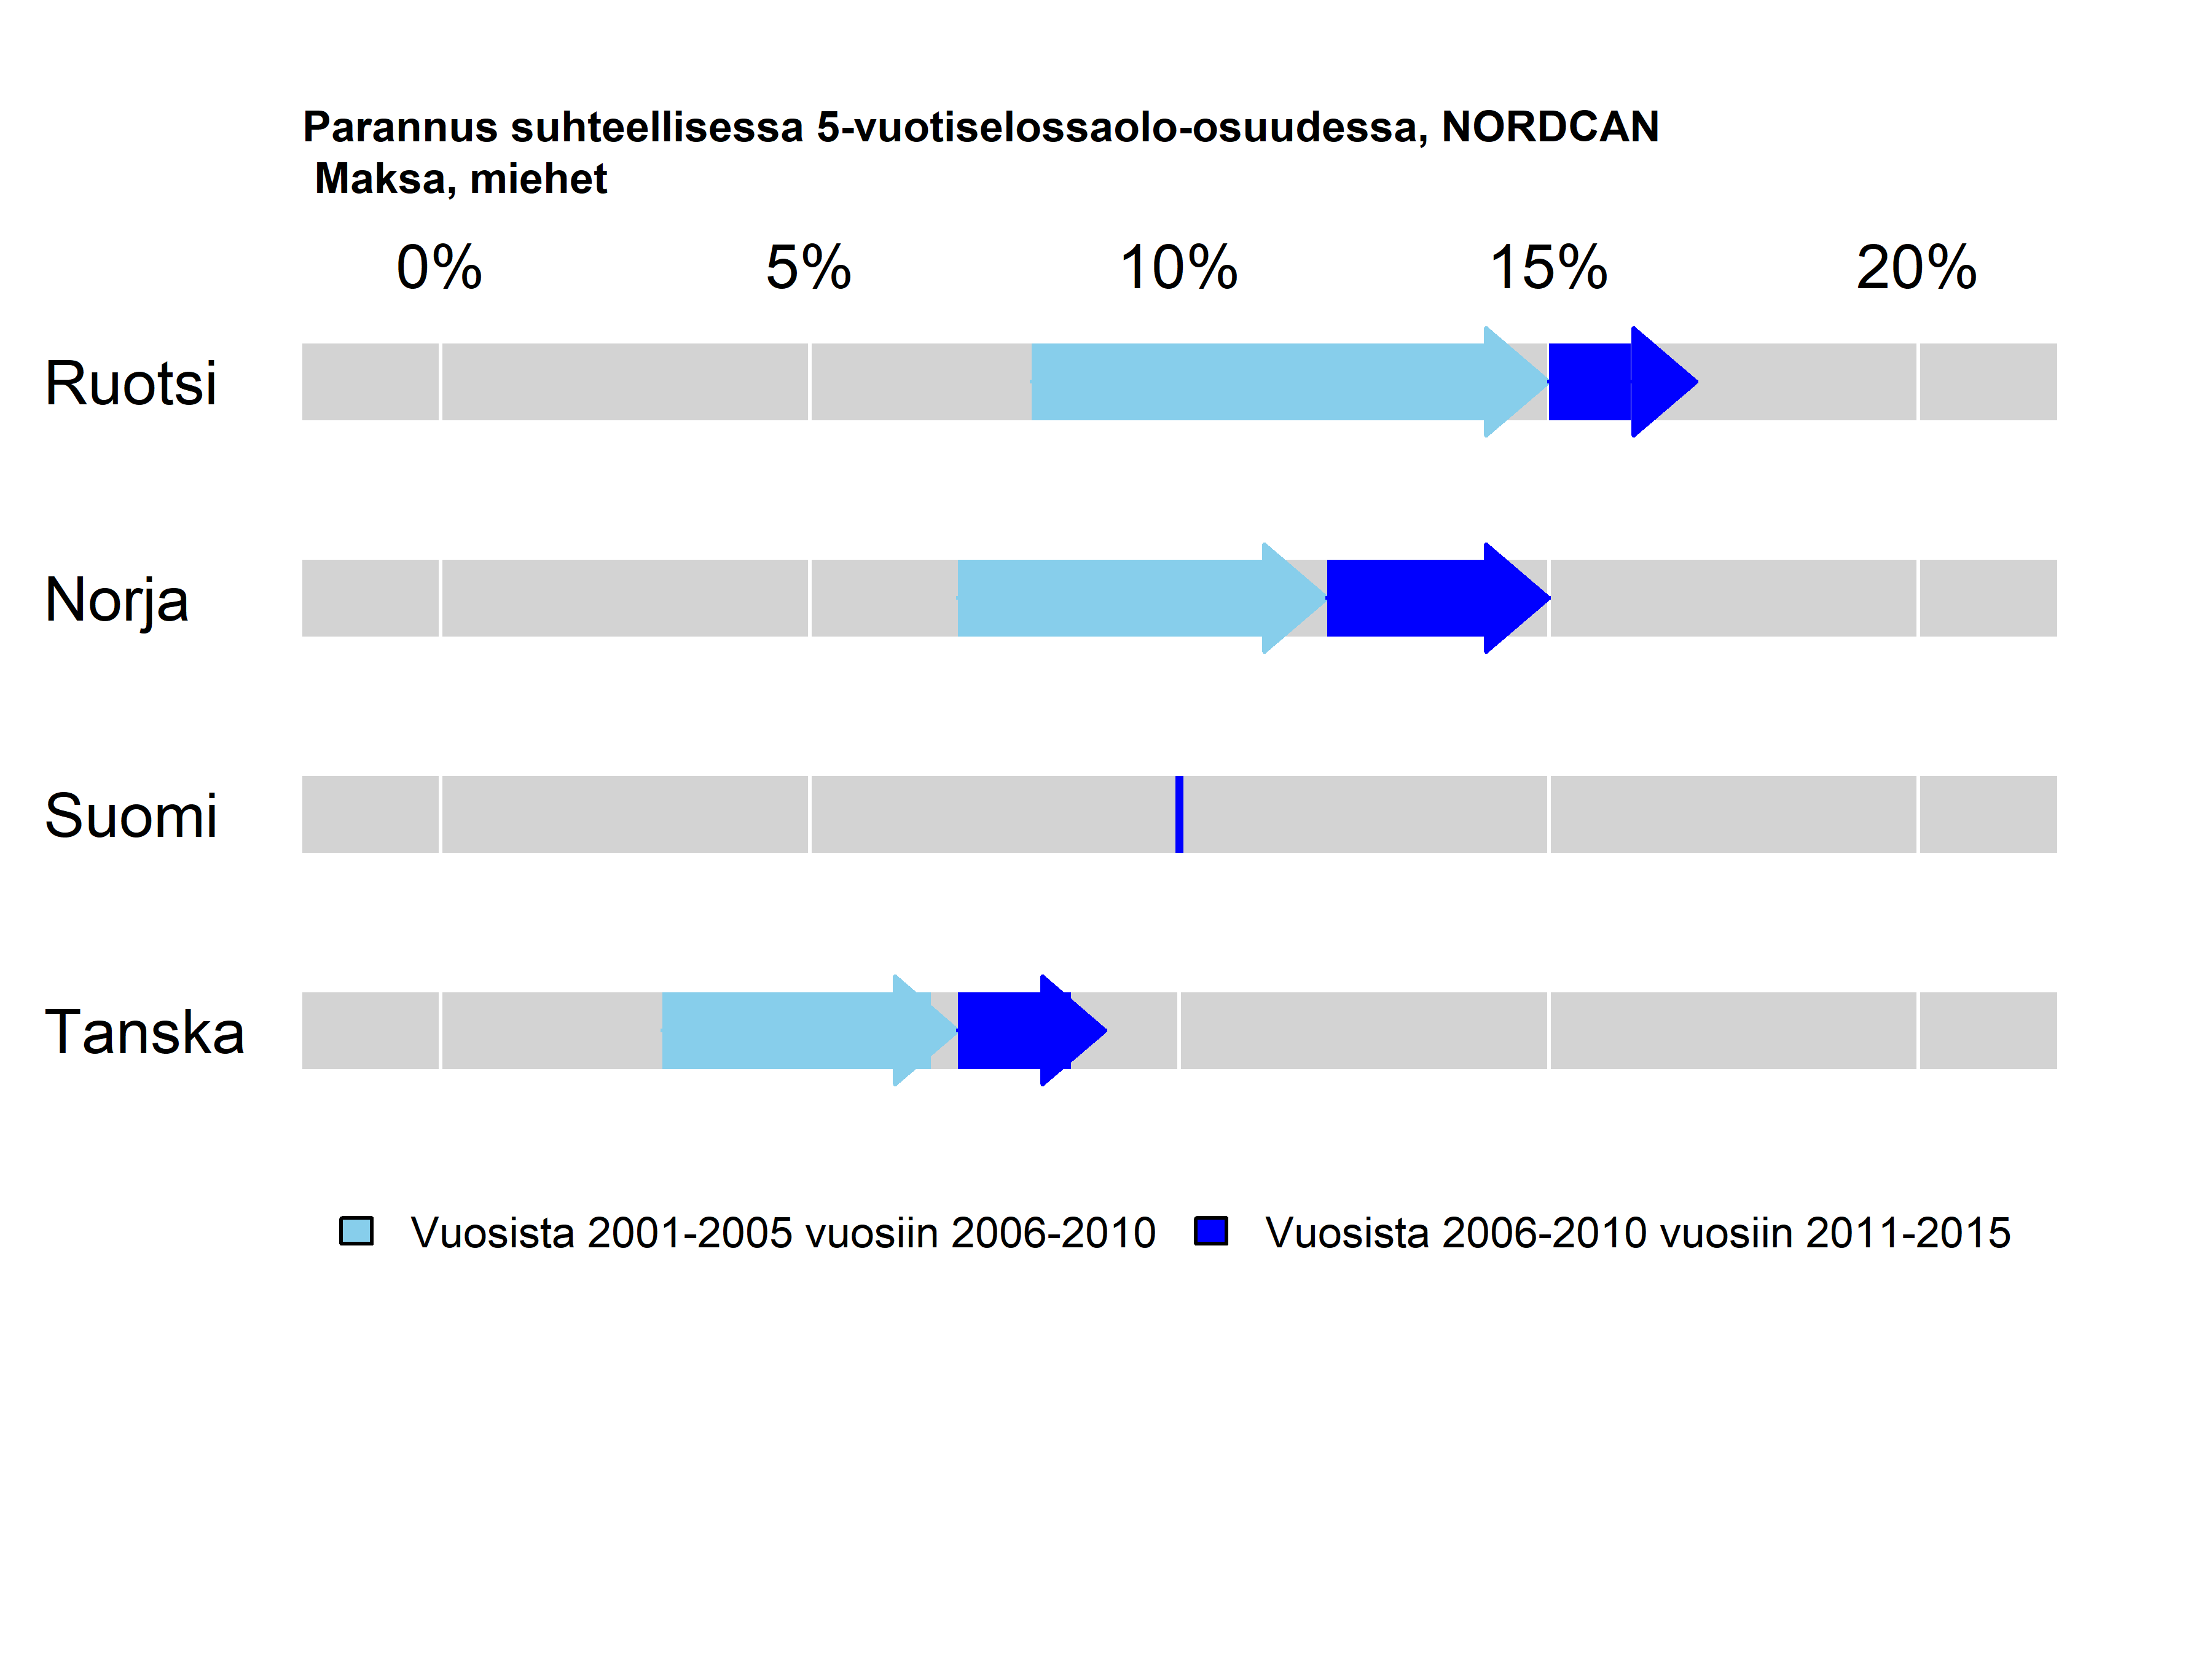 Parannus suhteellisessa 5-vuotiselossaolo-osuudessa, NORDCAN
Maksa, miehet
0% 5% 10% 15% 20%
Ruotsi
Norja
Suomi
Tanska
Vuosista 2001-2005 vuosiin 2006-2010 Vuosista 2006-2010 vuosiin 2011-2015